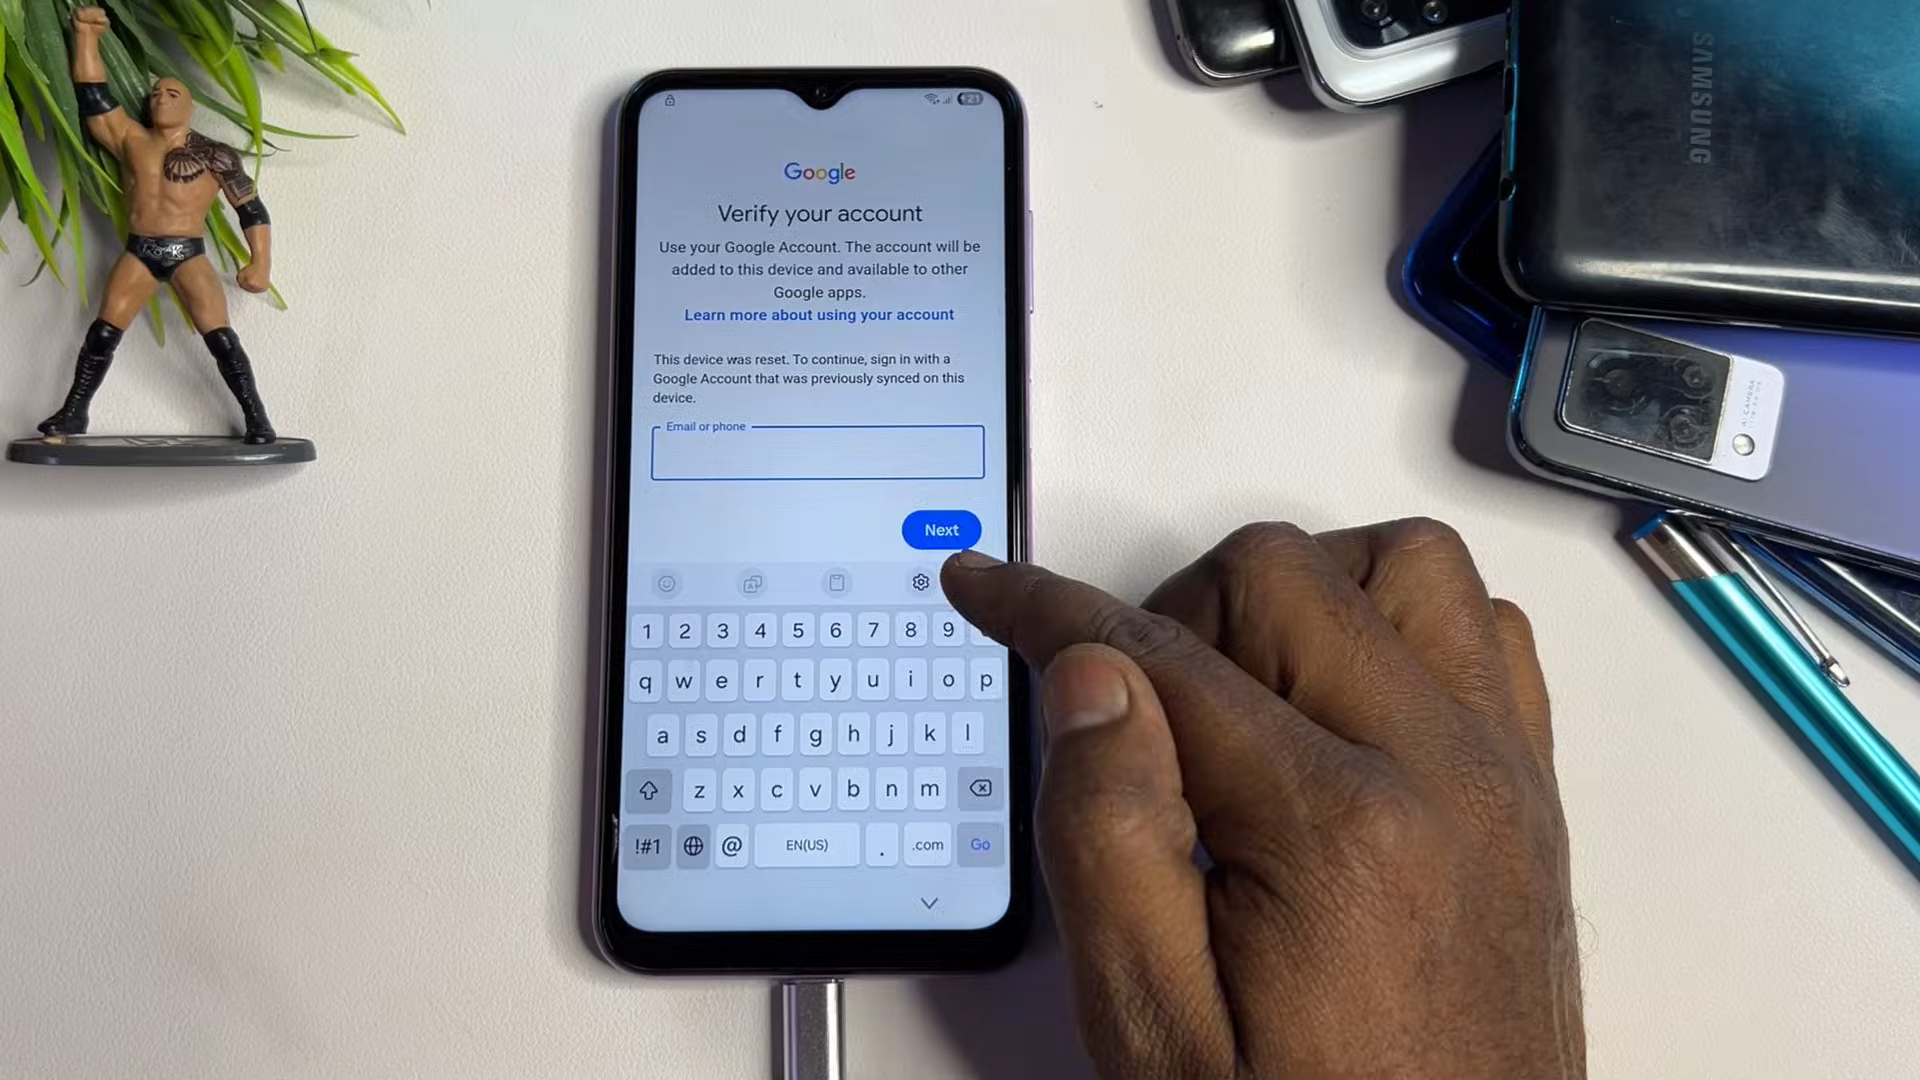 21
Google
Verify your account
Use your Google Account. The account will be
added to this device and available to other
Google apps.
Learn more about using your account
This device was reset. To continue, sign in with a
Google Account that was previously synced on this
device.
Email or phone
Next
1 2 3 4 5 6 7 8 9
q w e r t y u i o p
a s d f g h j k l
z x c v b n m
!#1 @ EN(US) . .com Go
SAMSUNG
AI CAMERA